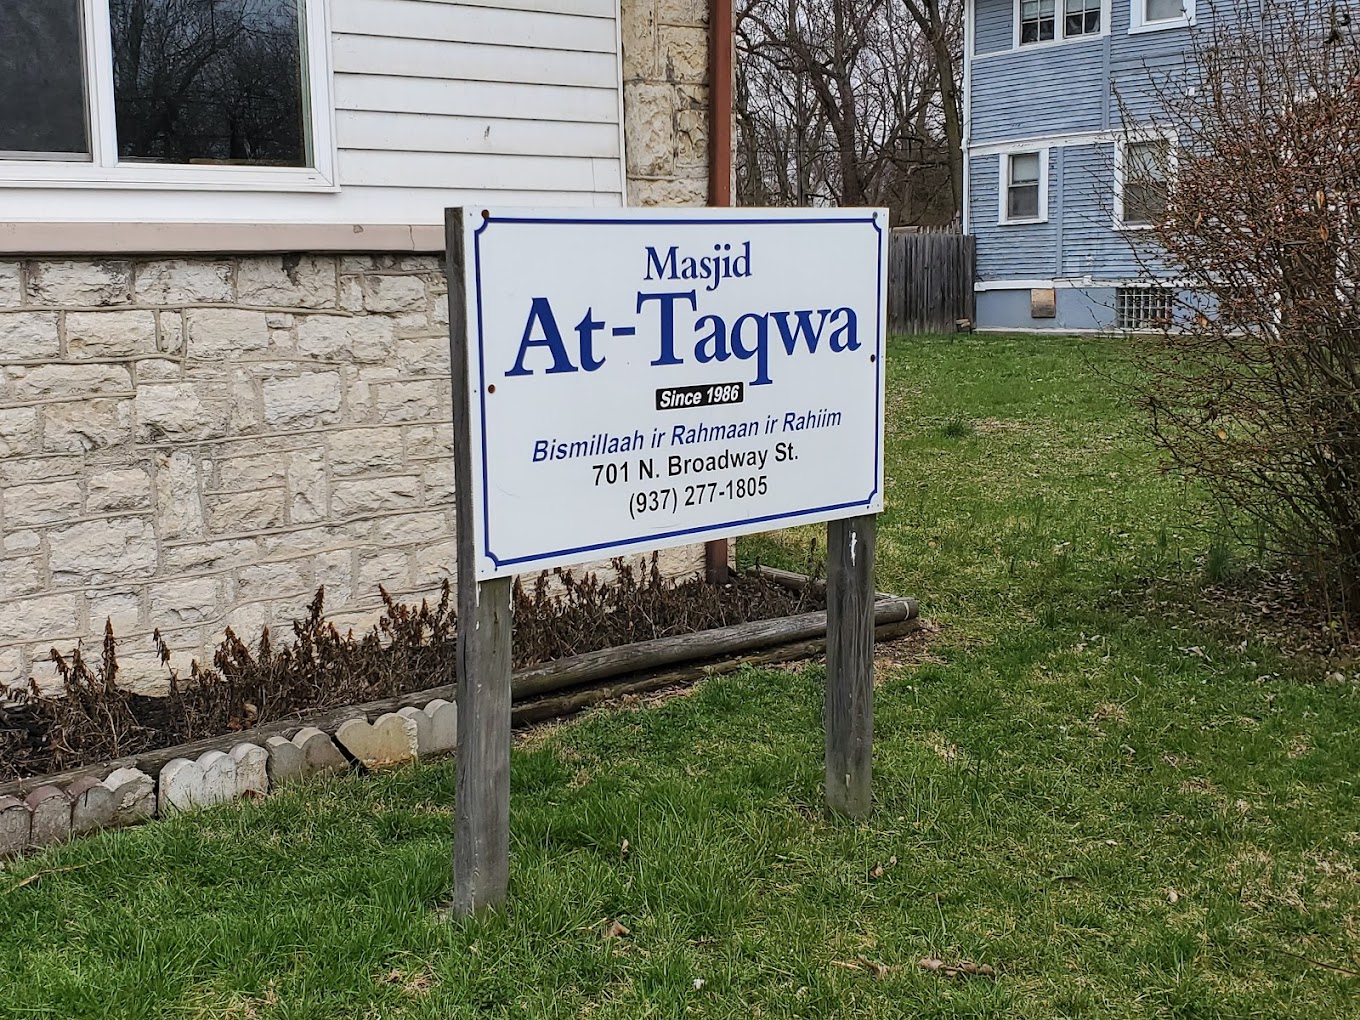 Masjid
At-Taqwa
Since 1986
Bismillaah ir Rahmaan ir Rahiim
701 N. Broadway St.
(937) 277-1805